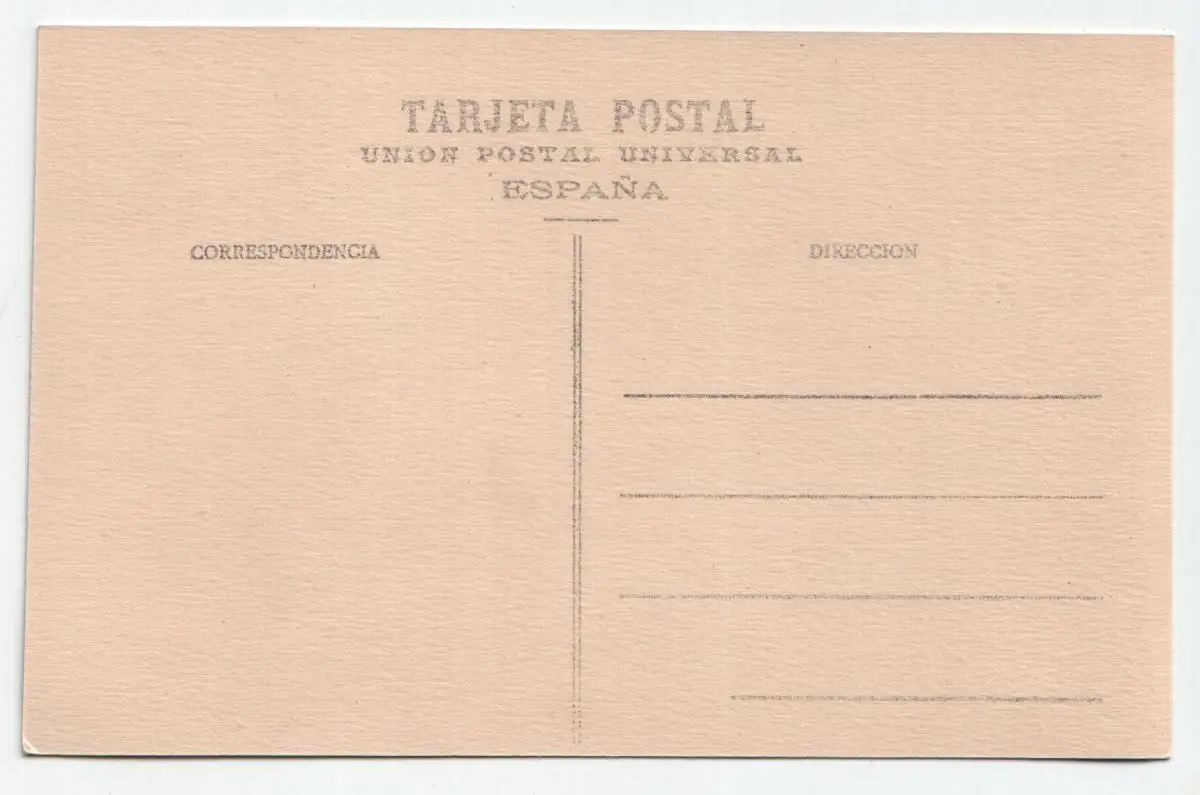 TARJETA POSTAL
UNION POSTAL UNIVERSAL
ESPAÑA
CORRESPONDENCIA
DIRECCION